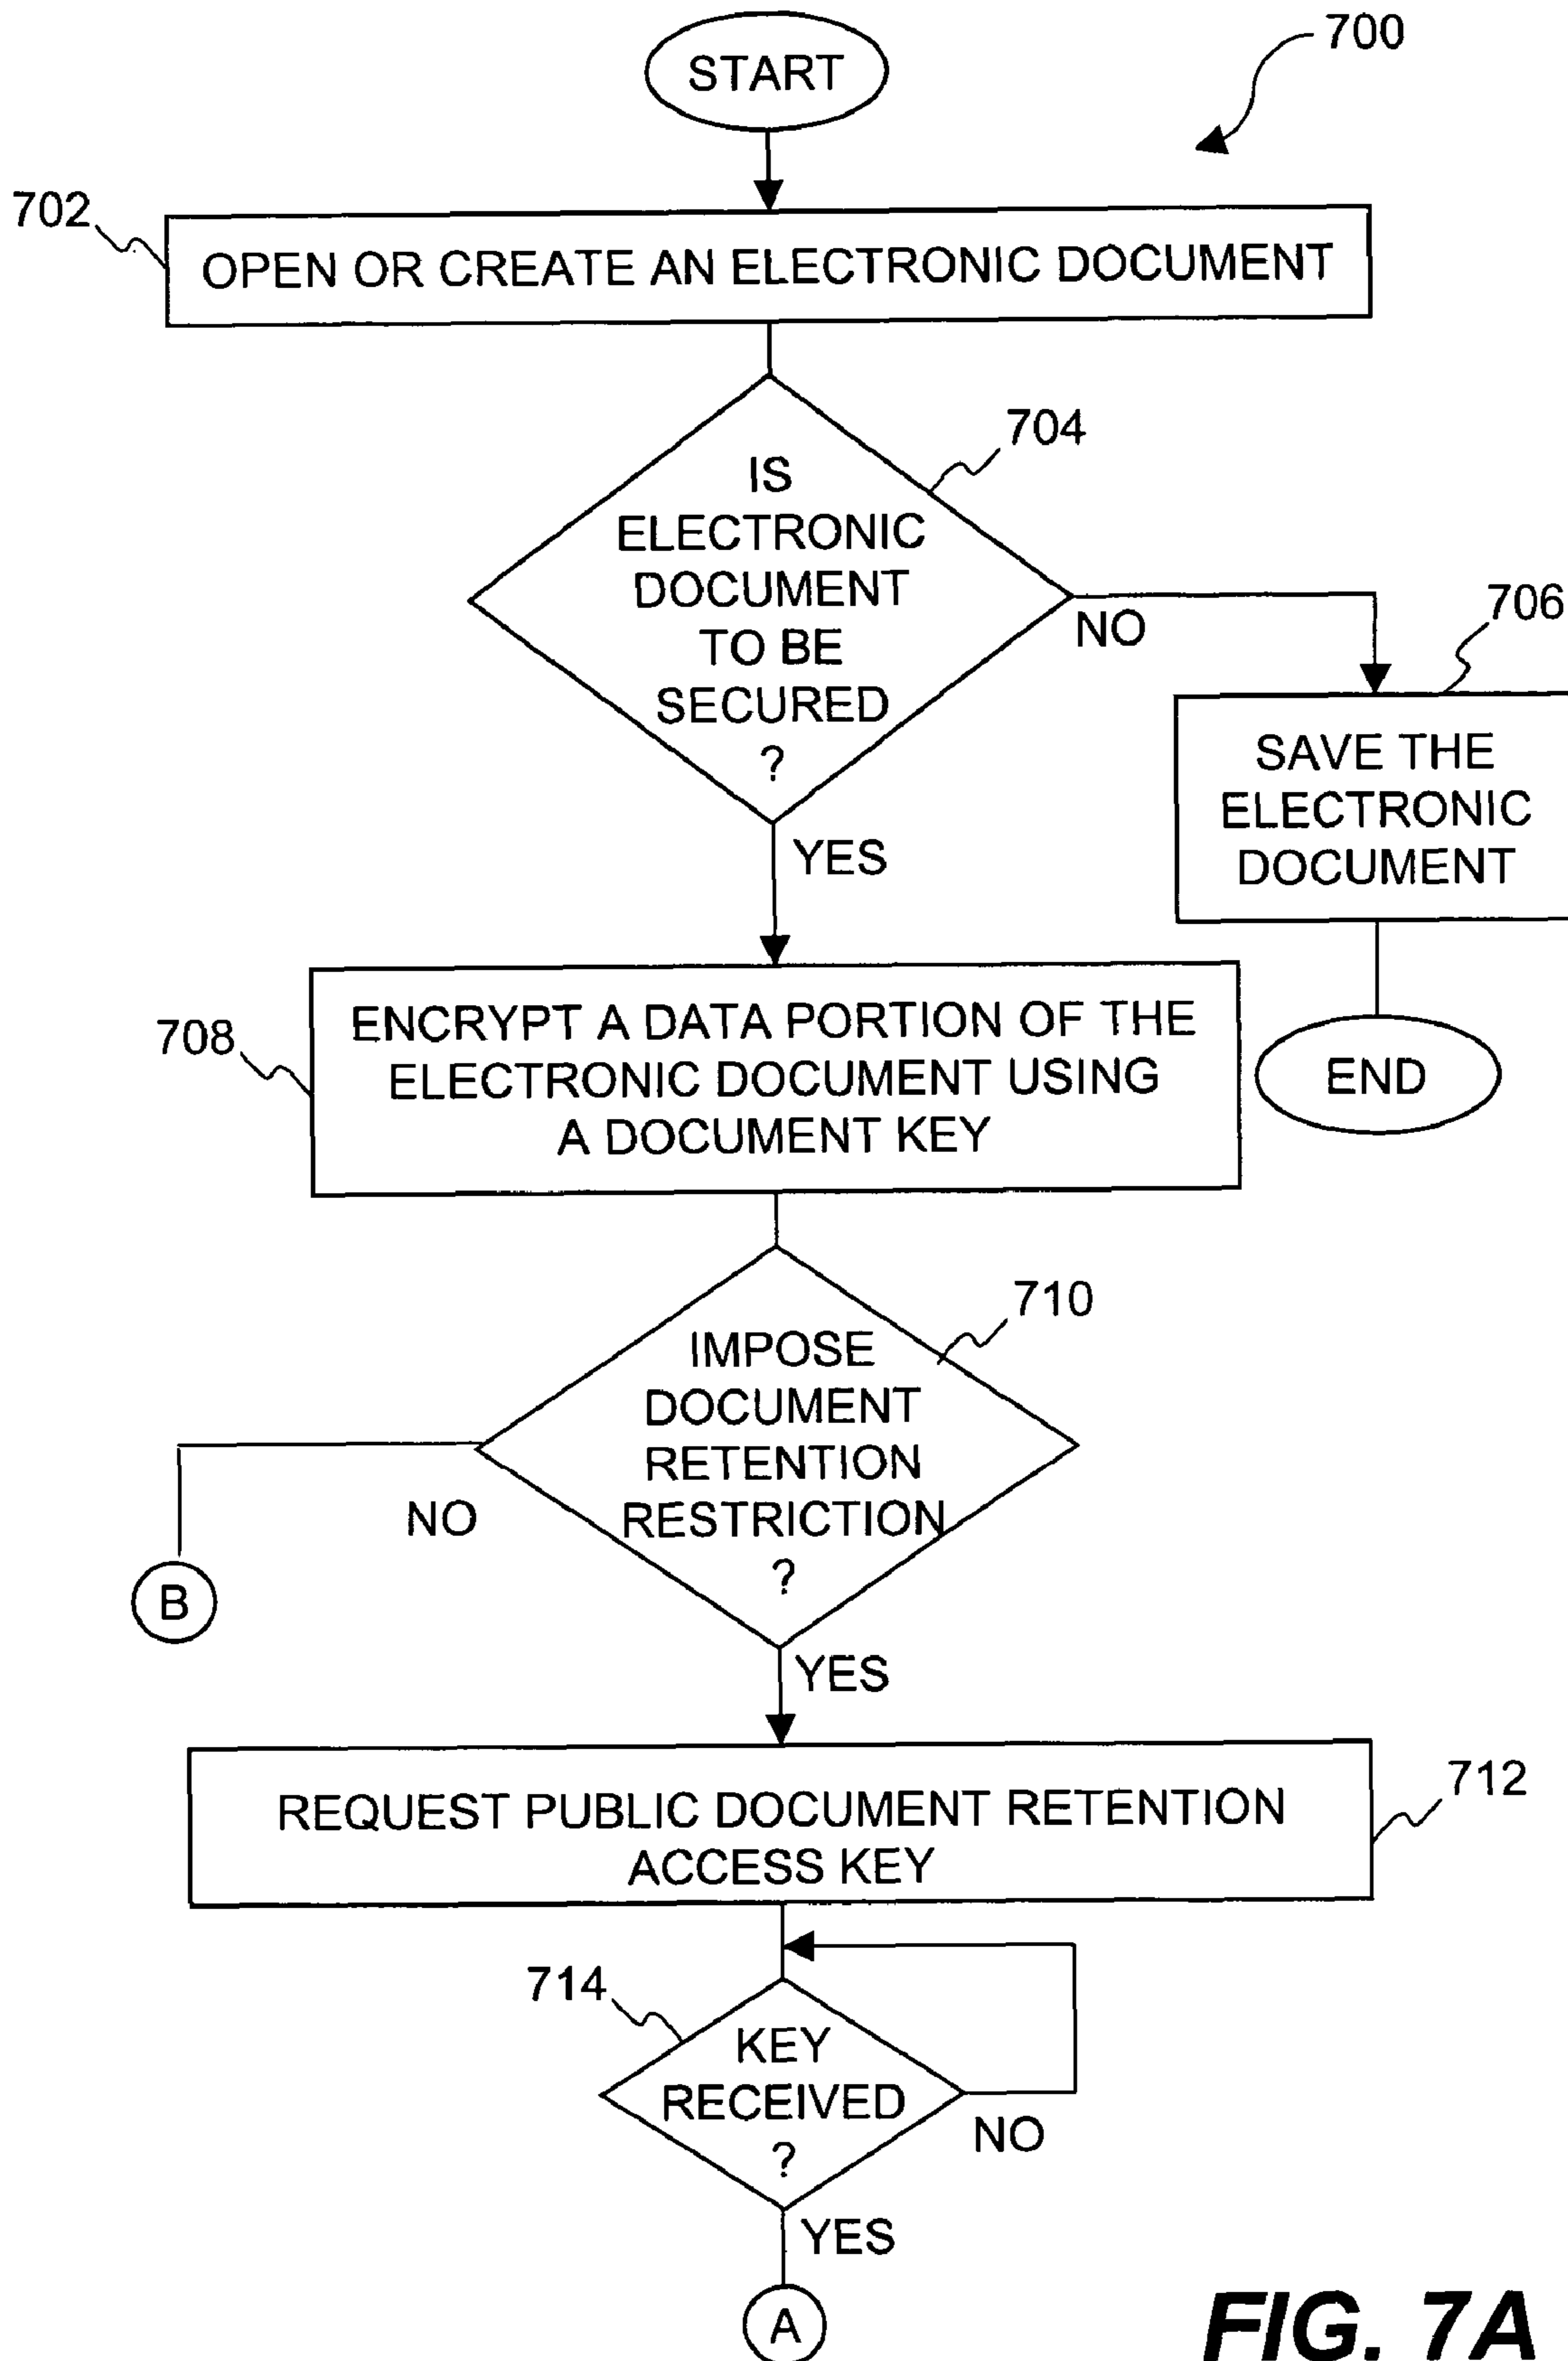 START
700
702
OPEN OR CREATE AN ELECTRONIC DOCUMENT
704
IS
ELECTRONIC
DOCUMENT
TO BE
SECURED
?
NO
706
YES
SAVE THE
ELECTRONIC
DOCUMENT
708
ENCRYPT A DATA PORTION OF THE
ELECTRONIC DOCUMENT USING
A DOCUMENT KEY
END
710
IMPOSE
DOCUMENT
RETENTION
RESTRICTION
?
NO
B
YES
712
REQUEST PUBLIC DOCUMENT RETENTION
ACCESS KEY
714
KEY
RECEIVED
?
NO
YES
A
FIG. 7A